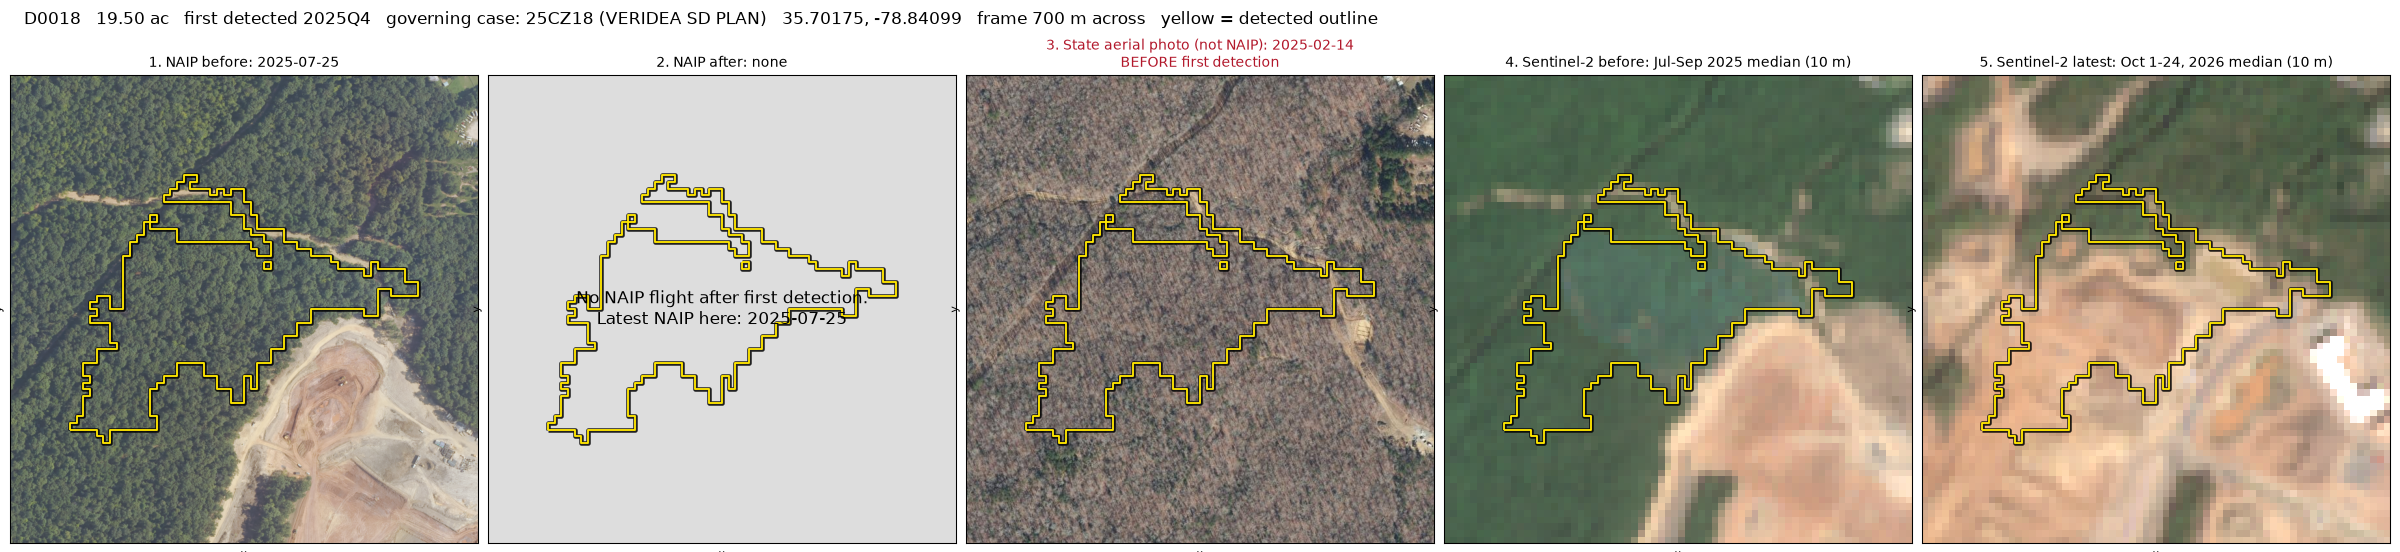 D0018   19.50 ac   first detected 2025Q4   governing case: 25CZ18 (VERIDEA SD PLAN)   35.70175, -78.84099   frame 700 m across   yellow = detected outline
1. NAIP before: 2025-07-25
2. NAIP after: none
3. State aerial photo (not NAIP): 2025-02-14
BEFORE first detection
4. Sentinel-2 before: Jul-Sep 2025 median (10 m)
5. Sentinel-2 latest: Oct 1-24, 2026 median (10 m)
No NAIP flight after first detection.
Latest NAIP here: 2025-07-25